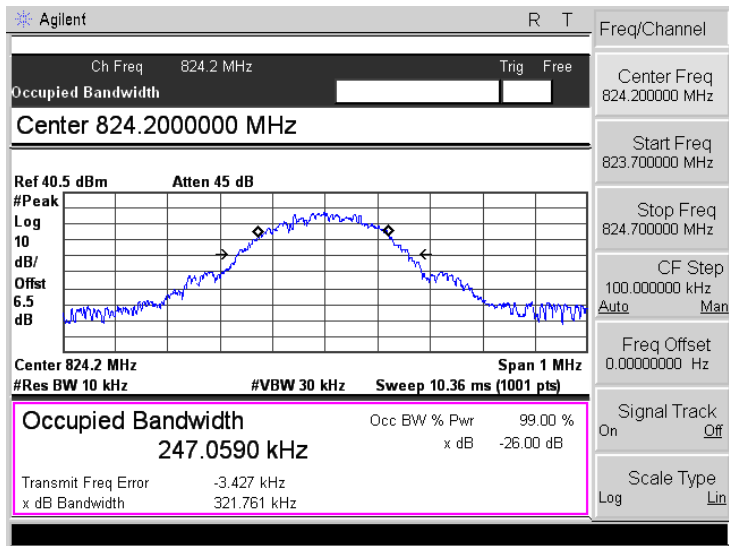 Agilent R T
Ch Freq 824.2 MHz Trig Free
Occupied Bandwidth
Center 824.2000000 MHz
Ref 40.5 dBm Atten 45 dB
#Peak
Log
10
dB/
Offst
6.5
dB
Center 824.2 MHz Span 1 MHz
#Res BW 10 kHz #VBW 30 kHz Sweep 10.36 ms (1001 pts)
Occupied Bandwidth Occ BW % Pwr 99.00 %
247.0590 kHz x dB -26.00 dB
Transmit Freq Error -3.427 kHz
x dB Bandwidth 321.761 kHz
Freq/Channel
Center Freq
824.200000 MHz
Start Freq
823.700000 MHz
Stop Freq
824.700000 MHz
CF Step
100.000000 kHz
Auto Man
Freq Offset
0.00000000 Hz
Signal Track
On Off
Scale Type
Log Lin